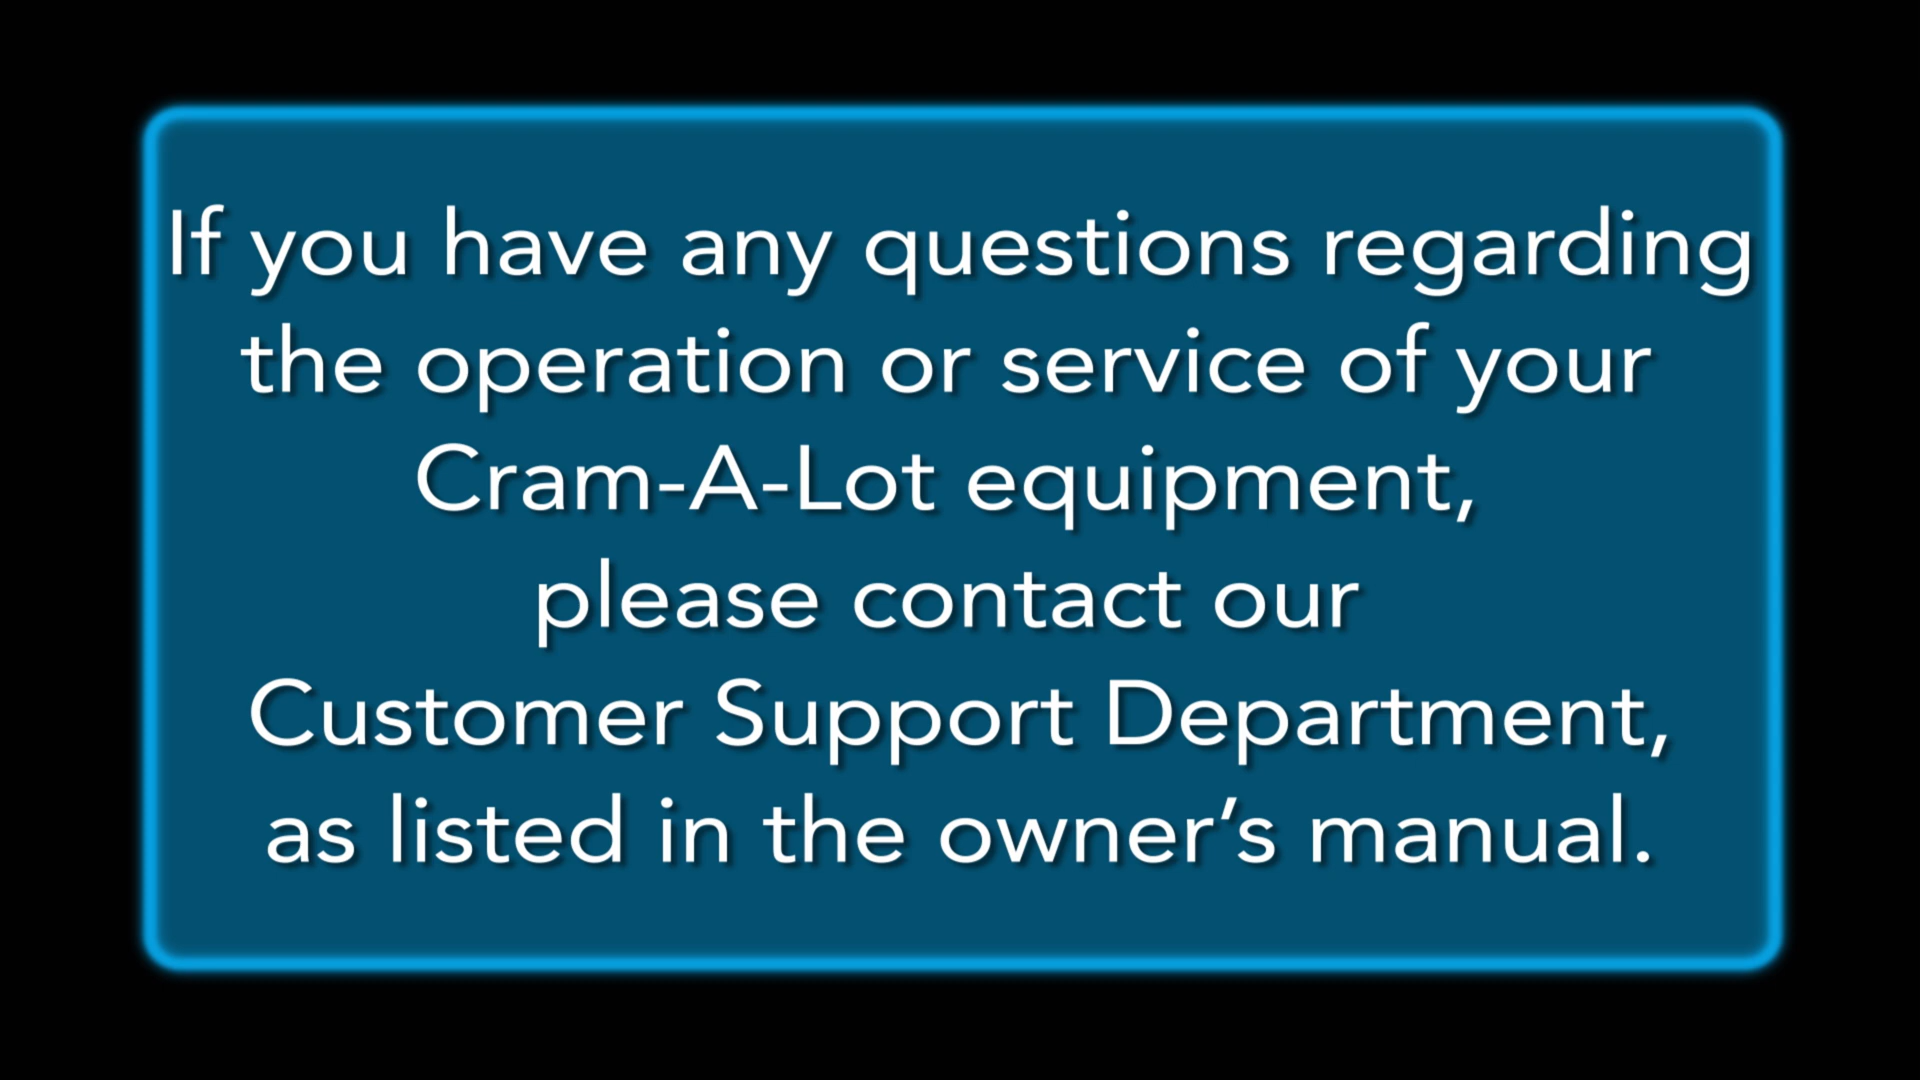 If you have any questions regarding
the operation or service of your
Cram-A-Lot equipment,
please contact our
Customer Support Department,
as listed in the owner’s manual.